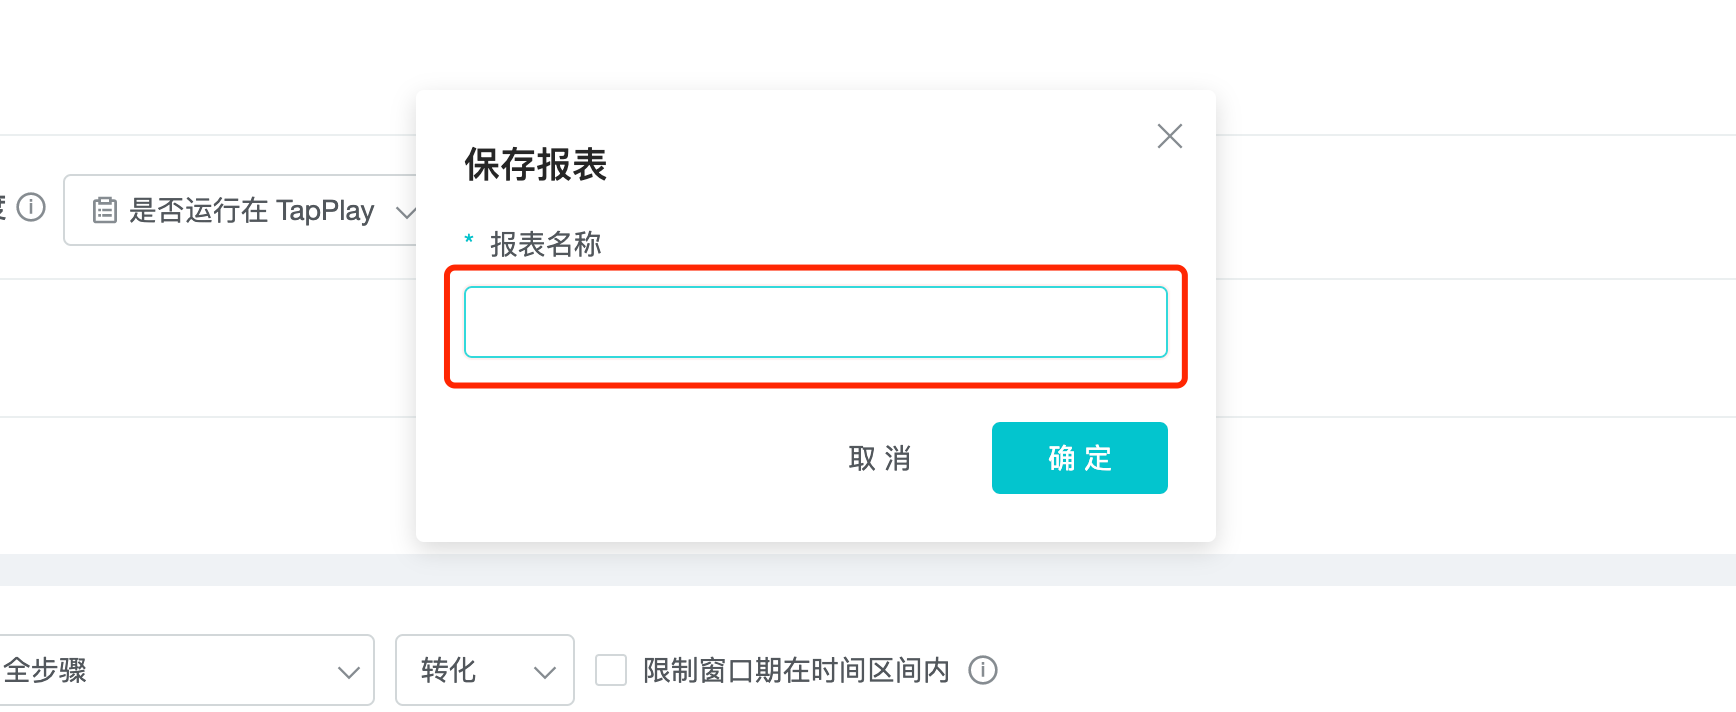 保存报表
* 报表名称
是否运行在 TapPlay
取 消
确 定
全步骤
转化
限制窗口期在时间区间内